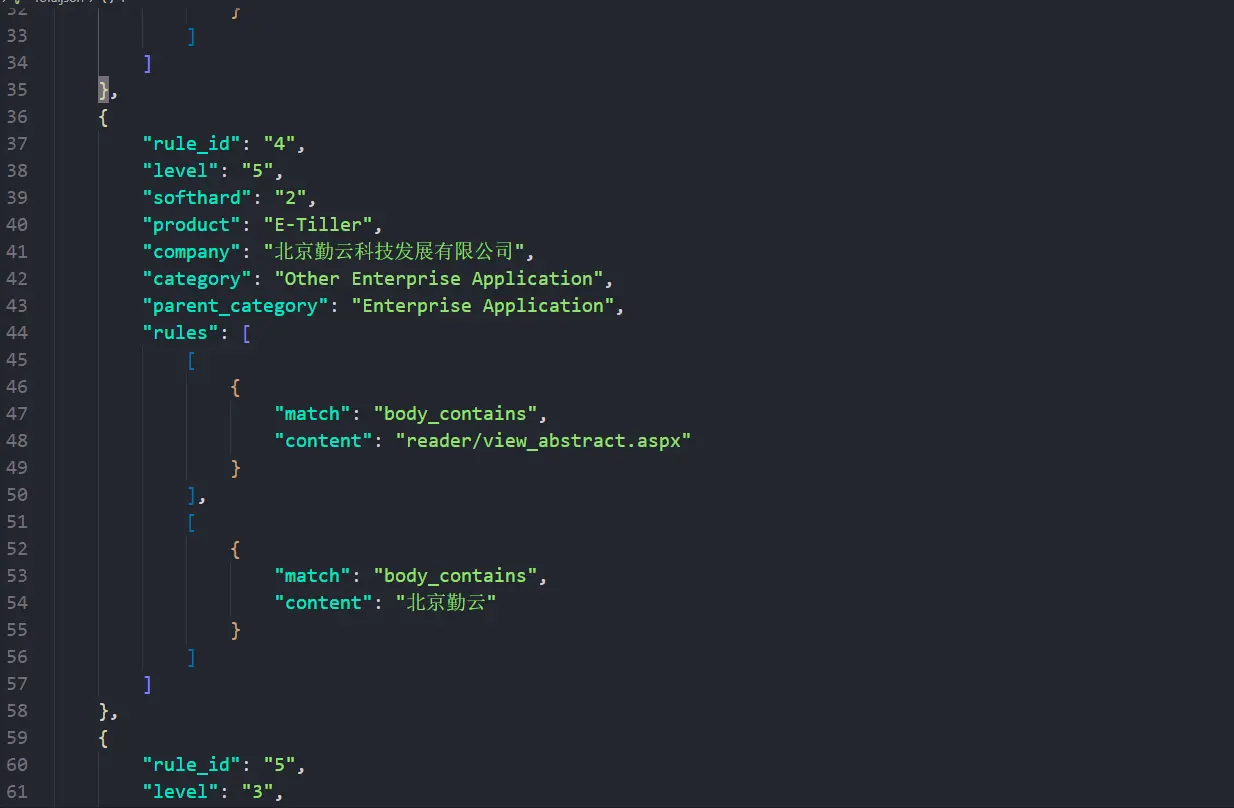 32 }
33 ]
34 ]
35 },
36 {
37 "rule_id": "4",
38 "level": "5",
39 "softhard": "2",
40 "product": "E-Tiller",
41 "company": "北京勤云科技发展有限公司",
42 "category": "Other Enterprise Application",
43 "parent_category": "Enterprise Application",
44 "rules": [
45 [
46 {
47 "match": "body_contains",
48 "content": "reader/view_abstract.aspx"
49 }
50 ],
51 [
52 {
53 "match": "body_contains",
54 "content": "北京勤云"
55 }
56 ]
57 ]
58 },
59 {
60 "rule_id": "5",
61 "level": "3",